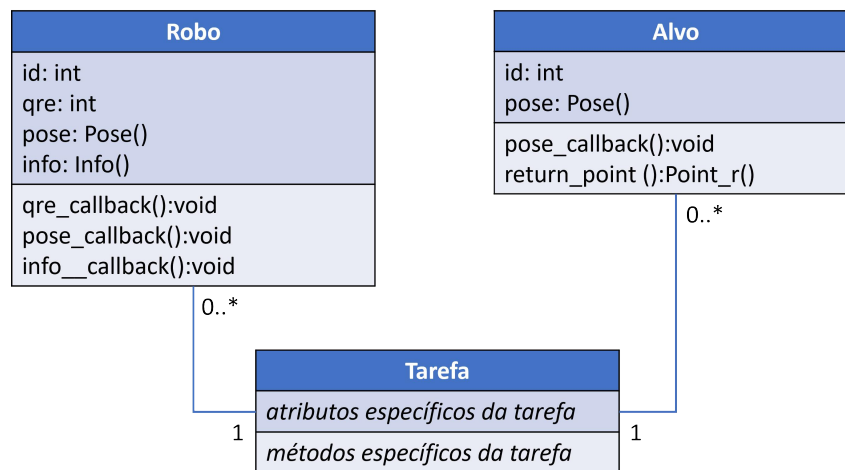 Robo
id: int
qre: int
pose: Pose()
info: Info()
qre_callback():void
pose_callback():void
info__callback():void
0..*
Alvo
id: int
pose: Pose()
pose_callback():void
return_point ():Point_r()
0..*
Tarefa
atributos específicos da tarefa
métodos específicos da tarefa
1
1